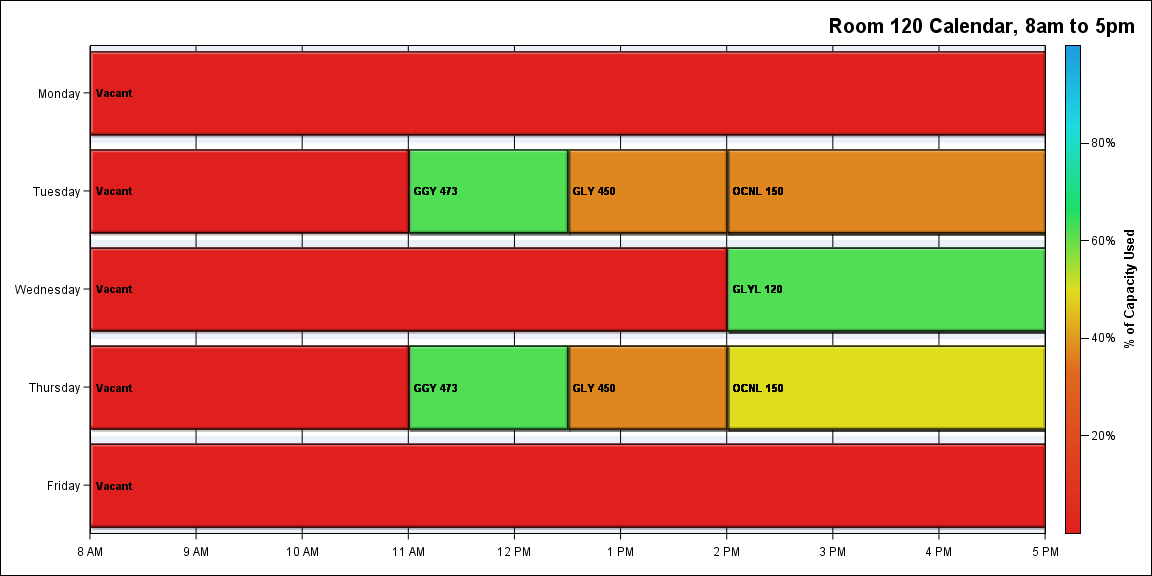 Room 120 Calendar, 8am to 5pm
Monday
Vacant
Tuesday
Vacant
GGY 473
GLY 450
OCNL 150
Wednesday
Vacant
GLYL 120
Thursday
Vacant
GGY 473
GLY 450
OCNL 150
Friday
Vacant
8 AM
9 AM
10 AM
11 AM
12 PM
1 PM
2 PM
3 PM
4 PM
5 PM
80%
60%
40%
20%
% of Capacity Used